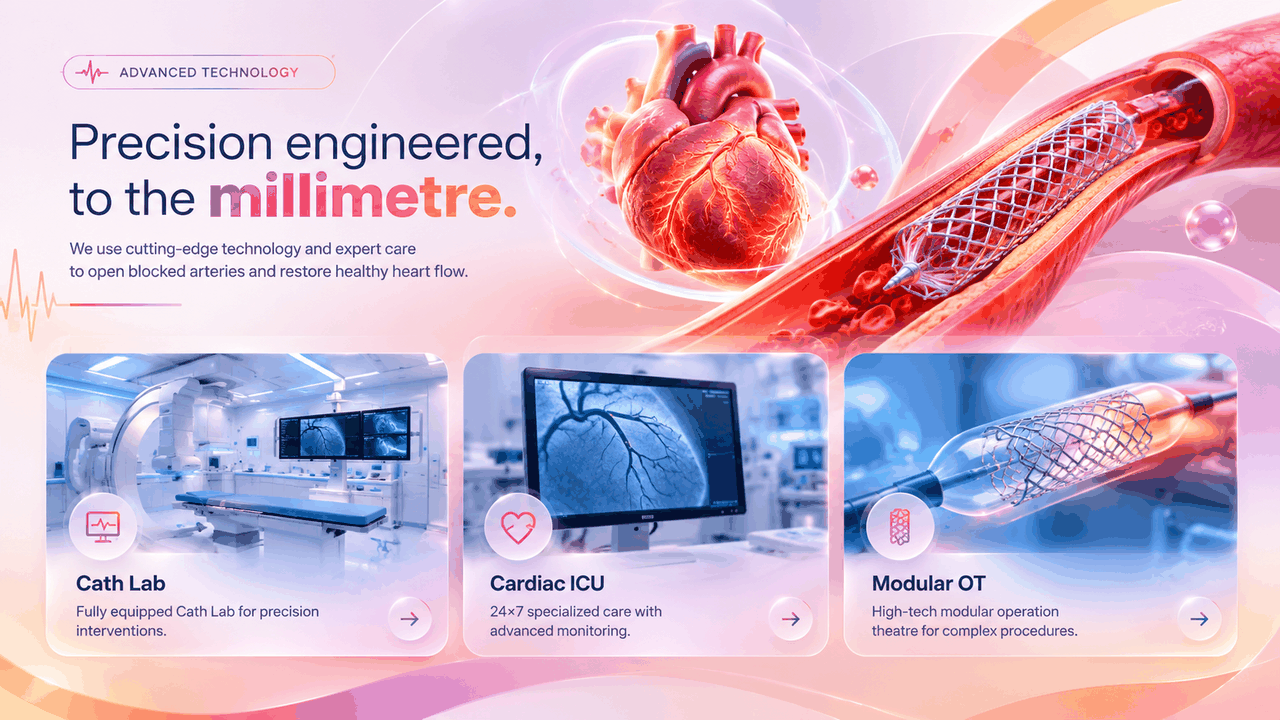 ADVANCED TECHNOLOGY
Precision engineered,
to the millimetre.
We use cutting-edge technology and expert care
to open blocked arteries and restore healthy heart flow.
Cath Lab
Fully equipped Cath Lab for precision
interventions.
Cardiac ICU
24×7 specialized care with
advanced monitoring.
Modular OT
High-tech modular operation
theatre for complex procedures.